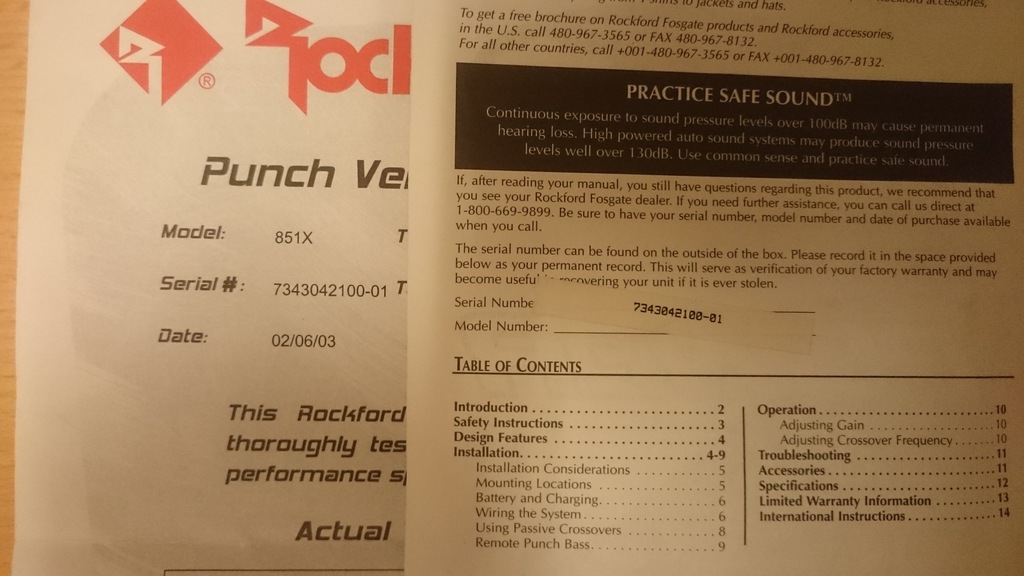 Rock
®
Punch Ve
Model: 851X T
Serial #: 7343042100-01 T
Date: 02/06/03
This Rockford
thoroughly tes
performance s
Actual
to jackets and hats.
To get a free brochure on Rockford Fosgate products and Rockford accessories,
in the U.S. call 480-967-3565 or FAX 480-967-8132.
For all other countries, call +001-480-967-3565 or FAX +001-480-967-8132.
PRACTICE SAFE SOUND™
Continuous exposure to sound pressure levels over 100dB may cause permanent
hearing loss. High powered auto sound systems may produce sound pressure
levels well over 130dB. Use common sense and practice safe sound.
If, after reading your manual, you still have questions regarding this product, we recommend that
you see your Rockford Fosgate dealer. If you need further assistance, you can call us direct at
1-800-669-9899. Be sure to have your serial number, model number and date of purchase available
when you call.
The serial number can be found on the outside of the box. Please record it in the space provided
below as your permanent record. This will serve as verification of your factory warranty and may
become useful recovering your unit if it is ever stolen.
Serial Numbe 7343042100-01
Model Number:
TABLE OF CONTENTS
Introduction . . . . . . . . . . . . . . . . . . . . . . . . 2
Safety Instructions . . . . . . . . . . . . . . . . . . . . 3
Design Features . . . . . . . . . . . . . . . . . . . . . . 4
Installation. . . . . . . . . . . . . . . . . . . . . . . . 4-9
Installation Considerations . . . . . . . . . . 5
Mounting Locations . . . . . . . . . . . . . . . 5
Battery and Charging. . . . . . . . . . . . . . 6
Wiring the System . . . . . . . . . . . . . . . . 6
Using Passive Crossovers . . . . . . . . . . . 8
Remote Punch Bass. . . . . . . . . . . . . . . 9
Operation . . . . . . . . . . . . . . . . . . . . . . . 10
Adjusting Gain . . . . . . . . . . . . . . . . . 10
Adjusting Crossover Frequency . . . . . . 10
Troubleshooting . . . . . . . . . . . . . . . . . . . 11
Accessories . . . . . . . . . . . . . . . . . . . . . . 11
Specifications . . . . . . . . . . . . . . . . . . . . 12
Limited Warranty Information . . . . . . . . . 13
International Instructions . . . . . . . . . . . . 14